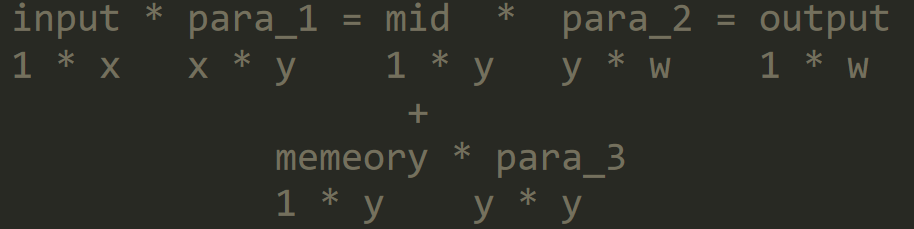 input * para_1 = mid * para_2 = output
1 * x x * y 1 * y y * w 1 * w
+
memeory * para_3
1 * y y * y